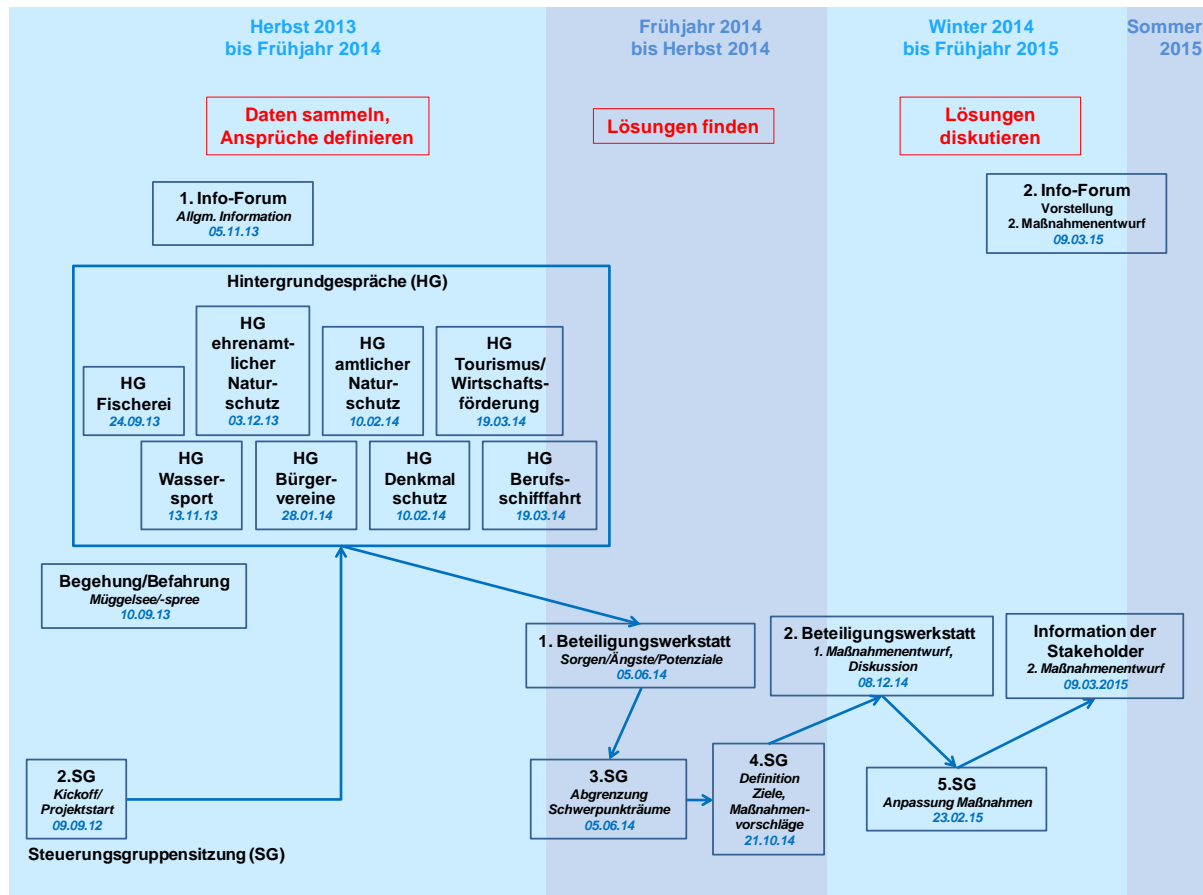 Herbst 2013
bis Frühjahr 2014
Frühjahr 2014
bis Herbst 2014
Winter 2014
bis Frühjahr 2015
Sommer
2015
Daten sammeln,
Ansprüche definieren
Lösungen finden
Lösungen
diskutieren
1. Info-Forum
Allgm. Information
05.11.13
2. Info-Forum
Vorstellung
2. Maßnahmenentwurf
09.03.15
Hintergrundgespräche (HG)
HG
Fischerei
24.09.13
HG
ehrenamt-
licher
Natur-
schutz
03.12.13
HG
amtlicher
Natur-
schutz
10.02.14
HG
Tourismus/
Wirtschafts-
förderung
19.03.14
HG
Wasser-
sport
13.11.13
HG
Bürger-
vereine
28.01.14
HG
Denkmal
schutz
10.02.14
HG
Berufs-
schifffahrt
19.03.14
Begehung/Befahrung
Müggelsee/-spree
10.09.13
1. Beteiligungswerkstatt
Sorgen/Ängste/Potenziale
05.06.14
2. Beteiligungswerkstatt
1. Maßnahmenentwurf,
Diskussion
08.12.14
Information der
Stakeholder
2. Maßnahmenentwurf
09.03.2015
2.SG
Kickoff/
Projektstart
09.09.12
3.SG
Abgrenzung
Schwerpunkträume
05.06.14
4.SG
Definition
Ziele,
Maßnahmen-
vorschläge
21.10.14
5.SG
Anpassung Maßnahmen
23.02.15
Steuerungsgruppensitzung (SG)